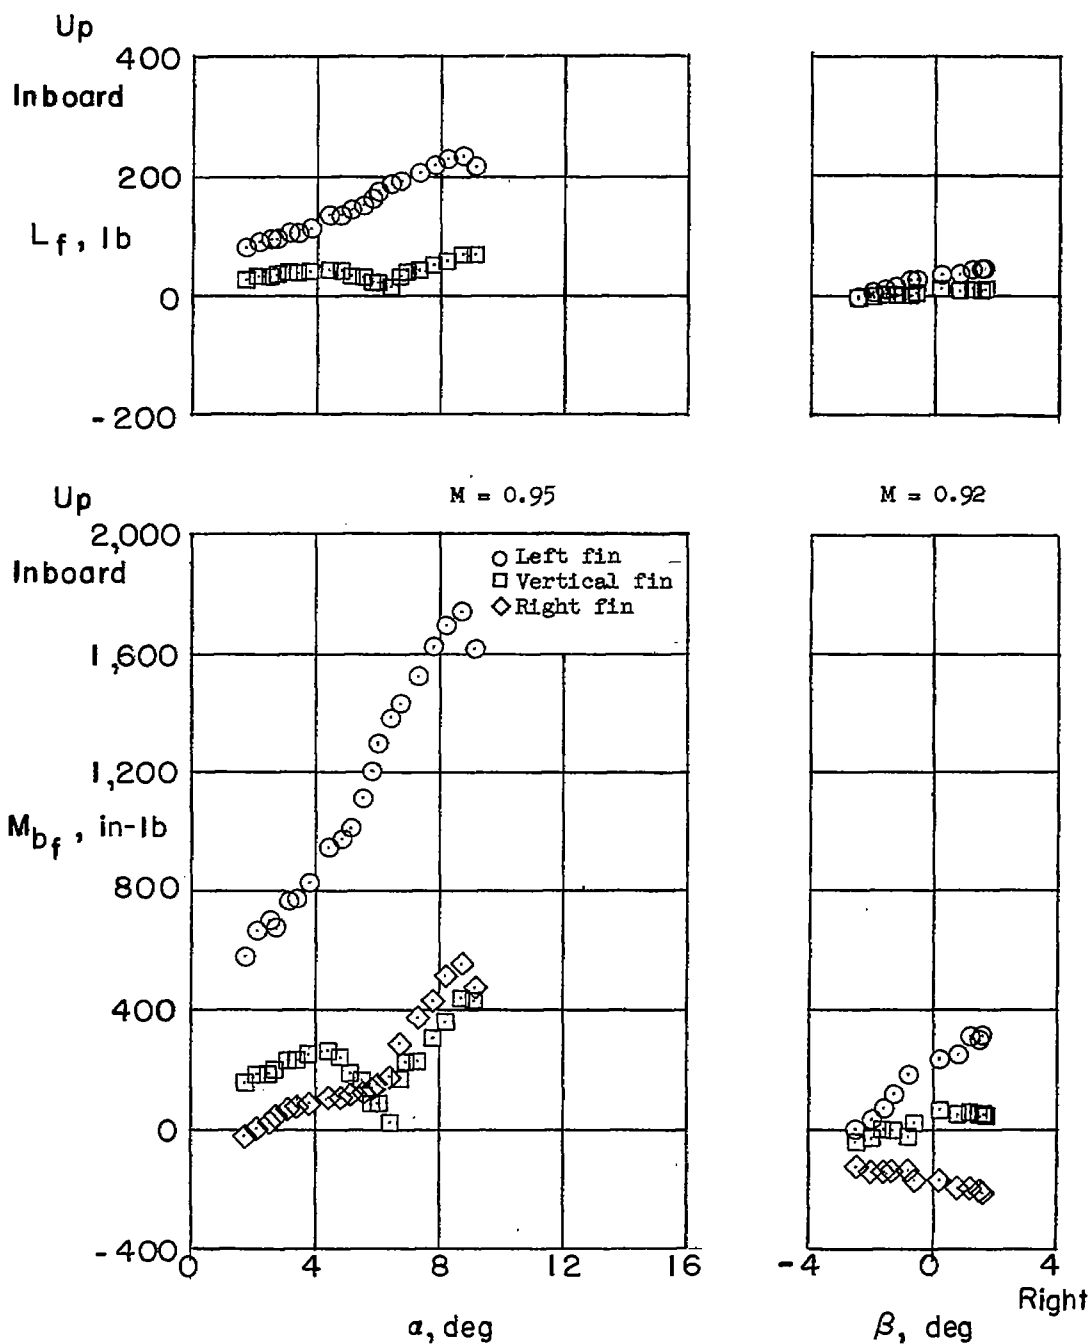 Up
400
Inboard
200
L_f, lb
0
-200
Up
M = 0.95
M = 0.92
2,000
Inboard
Left fin
Vertical fin
Right fin
1,600
1,200
M_bf, in-lb
800
400
0
-400
0 4 8 12 16
-4 0 4
Right
α, deg
β, deg